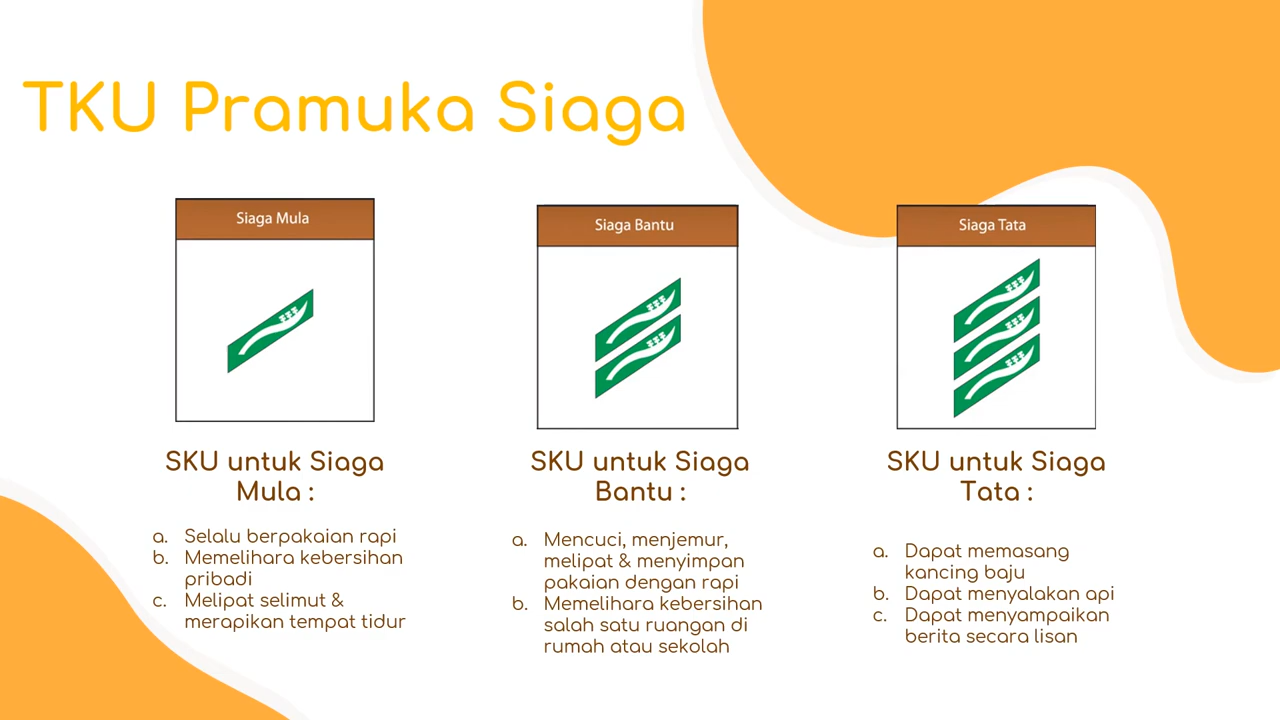 TKU Pramuka Siaga
Siaga Mula
SKU untuk Siaga
Mula :
a. Selalu berpakaian rapi
b. Memelihara kebersihan
pribadi
c. Melipat selimut &
merapikan tempat tidur
Siaga Bantu
SKU untuk Siaga
Bantu :
a. Mencuci, menjemur,
melipat & menyimpan
pakaian dengan rapi
b. Memelihara kebersihan
salah satu ruangan di
rumah atau sekolah
Siaga Tata
SKU untuk Siaga
Tata :
a. Dapat memasang
kancing baju
b. Dapat menyalakan api
c. Dapat menyampaikan
berita secara lisan